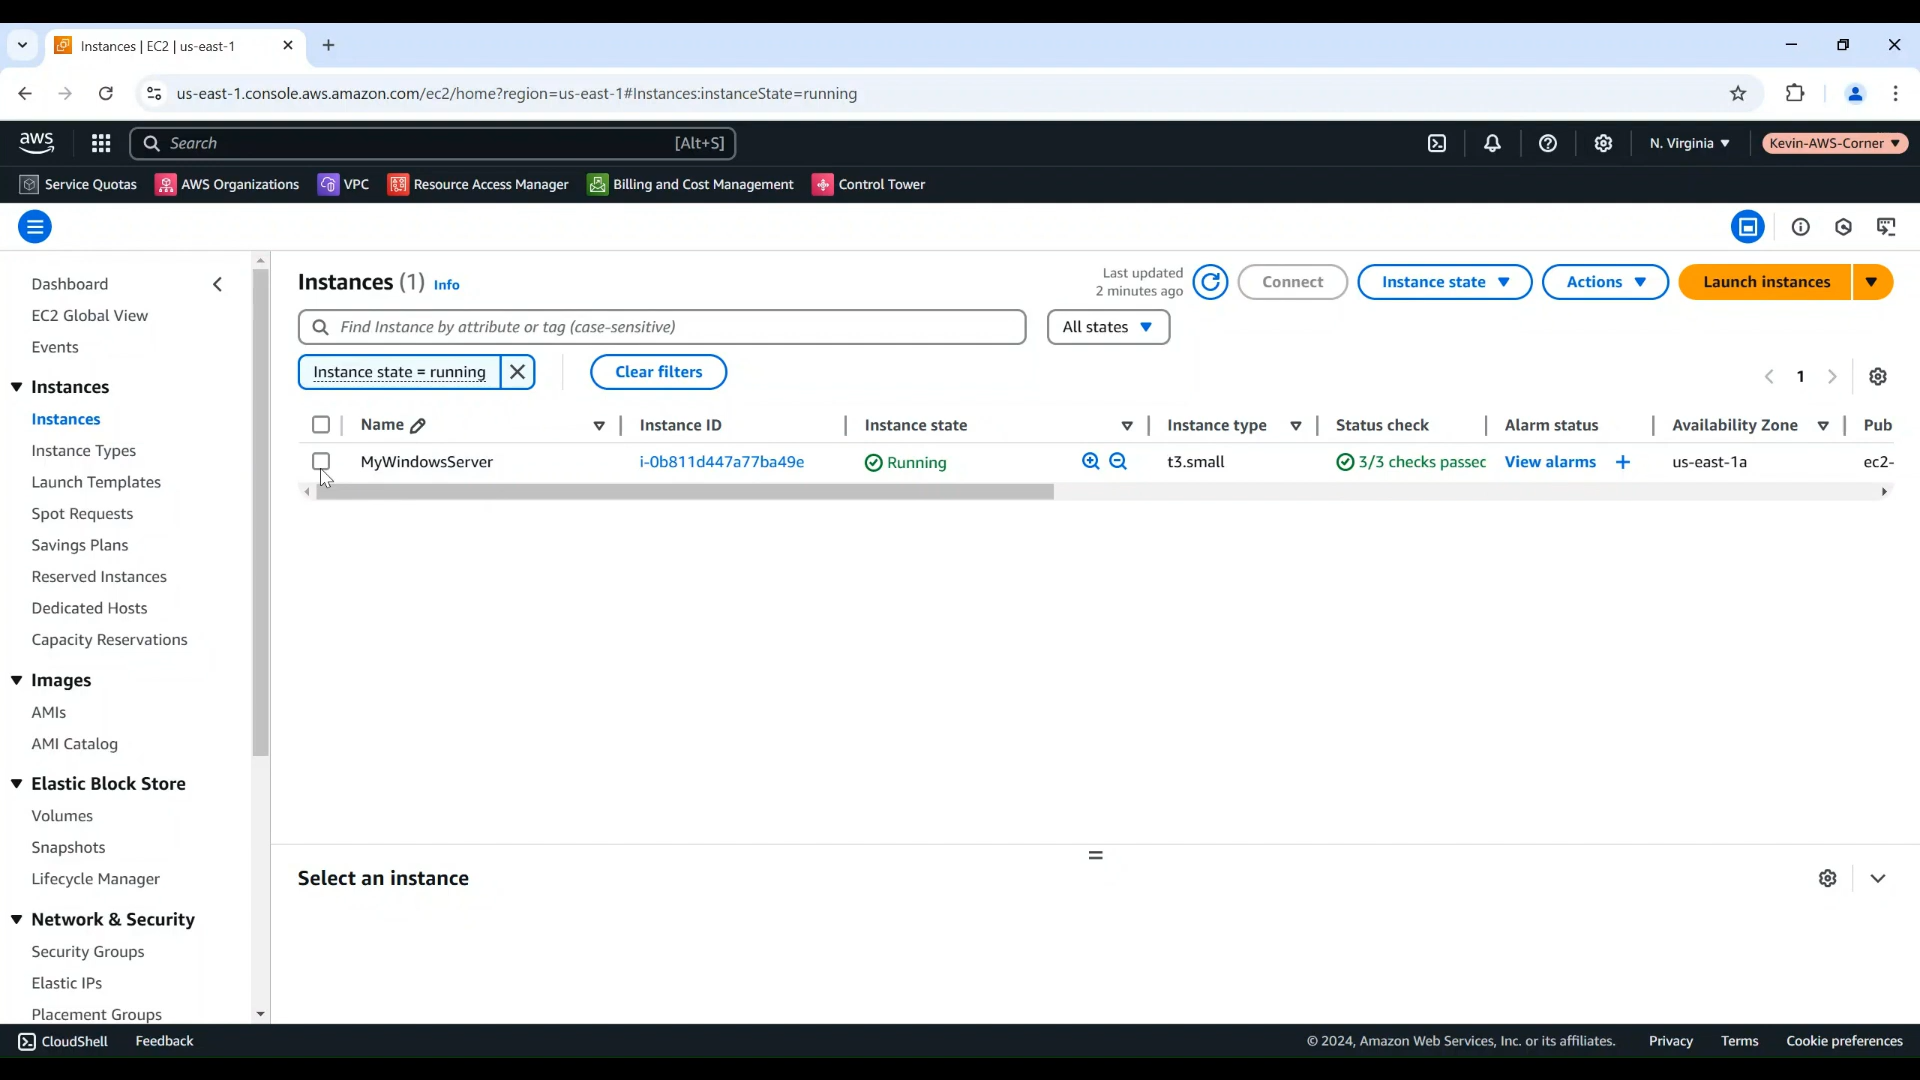 Instances | EC2 | us-east-1
us-east-1.console.aws.amazon.com/ec2/home?region=us-east-1#Instances:instanceState=running
aws
Search [Alt+S]
N. Virginia
Kevin-AWS-Corner
Service Quotas
AWS Organizations
VPC
Resource Access Manager
Billing and Cost Management
Control Tower
Dashboard
EC2 Global View
Events
Instances
Instances
Instance Types
Launch Templates
Spot Requests
Savings Plans
Reserved Instances
Dedicated Hosts
Capacity Reservations
Images
AMIs
AMI Catalog
Elastic Block Store
Volumes
Snapshots
Lifecycle Manager
Network & Security
Security Groups
Elastic IPs
Placement Groups
Instances (1) Info
Last updated
2 minutes ago
Connect
Instance state
Actions
Launch instances
Find Instance by attribute or tag (case-sensitive)
All states
Instance state = running
Clear filters
1
Name Instance ID Instance state Instance type Status check Alarm status Availability Zone Pub
MyWindowsServer i-0b811d447a77ba49e Running t3.small 3/3 checks passec View alarms + us-east-1a ec2-
Select an instance
CloudShell
Feedback
© 2024, Amazon Web Services, Inc. or its affiliates.
Privacy
Terms
Cookie preferences